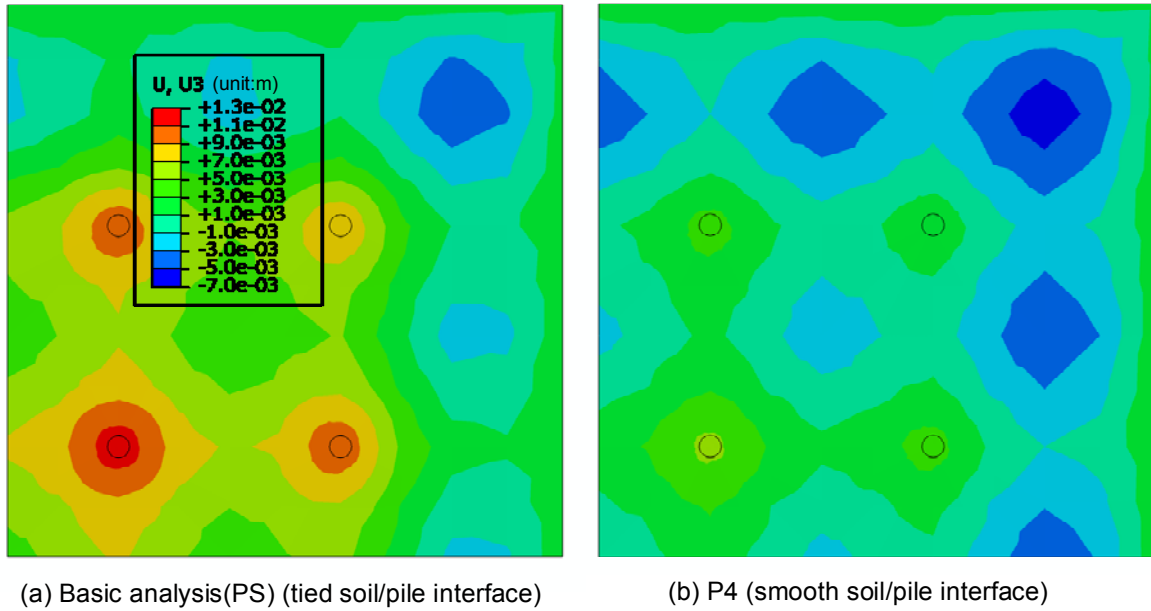 U, U3 (unit:m)
+1.3e-02
+1.1e-02
+9.0e-03
+7.0e-03
+5.0e-03
+3.0e-03
+1.0e-03
-1.0e-03
-3.0e-03
-5.0e-03
-7.0e-03
(a) Basic analysis(PS) (tied soil/pile interface)
(b) P4 (smooth soil/pile interface)